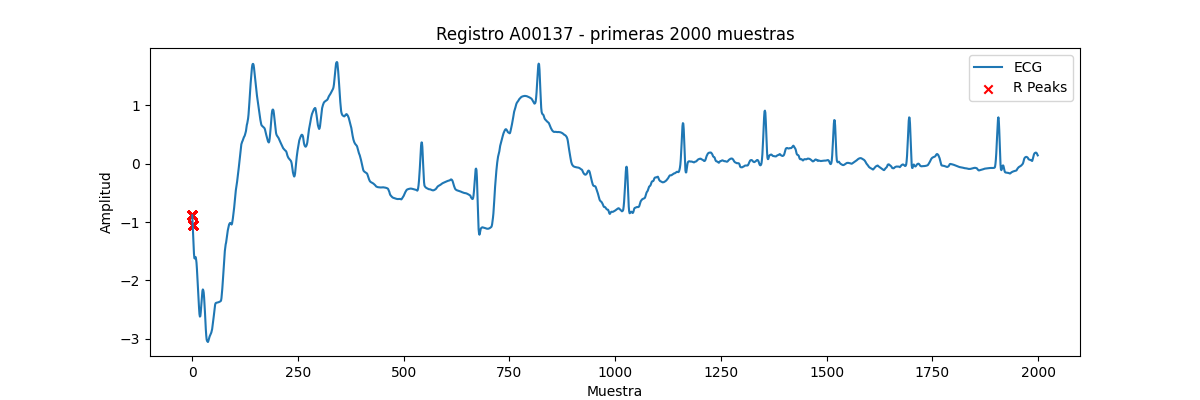 Registro A00137 - primeras 2000 muestras
ECG
R Peaks
Amplitud
1
0
−1
−2
−3
0 250 500 750 1000 1250 1500 1750 2000
Muestra